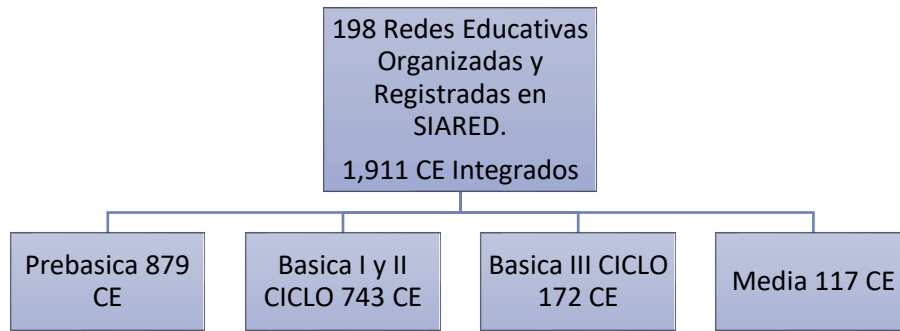 198 Redes Educativas
Organizadas y
Registradas en
SIARED.
1,911 CE Integrados
Prebasica 879
CE
Basica I y II
CICLO 743 CE
Basica III CICLO
172 CE
Media 117 CE